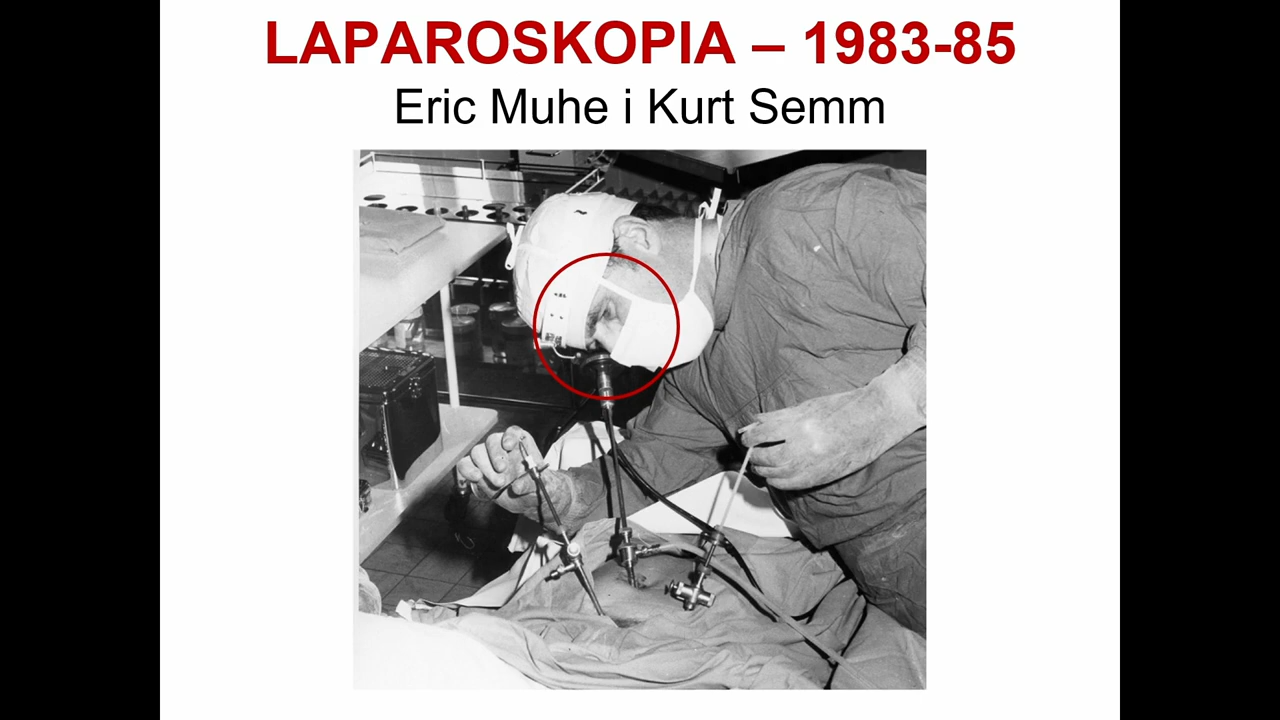 LAPAROSKOPIA – 1983-85
Eric Muhe i Kurt Semm